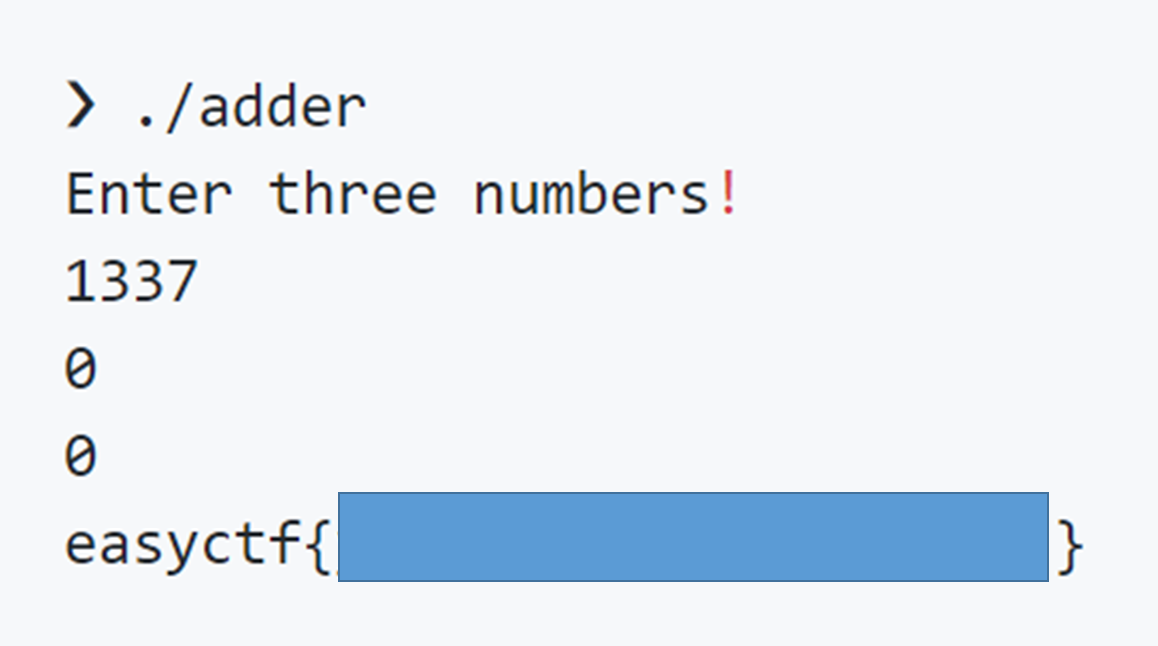 ❯ ./adder
Enter three numbers!
1337
0
0
easyctf{ }